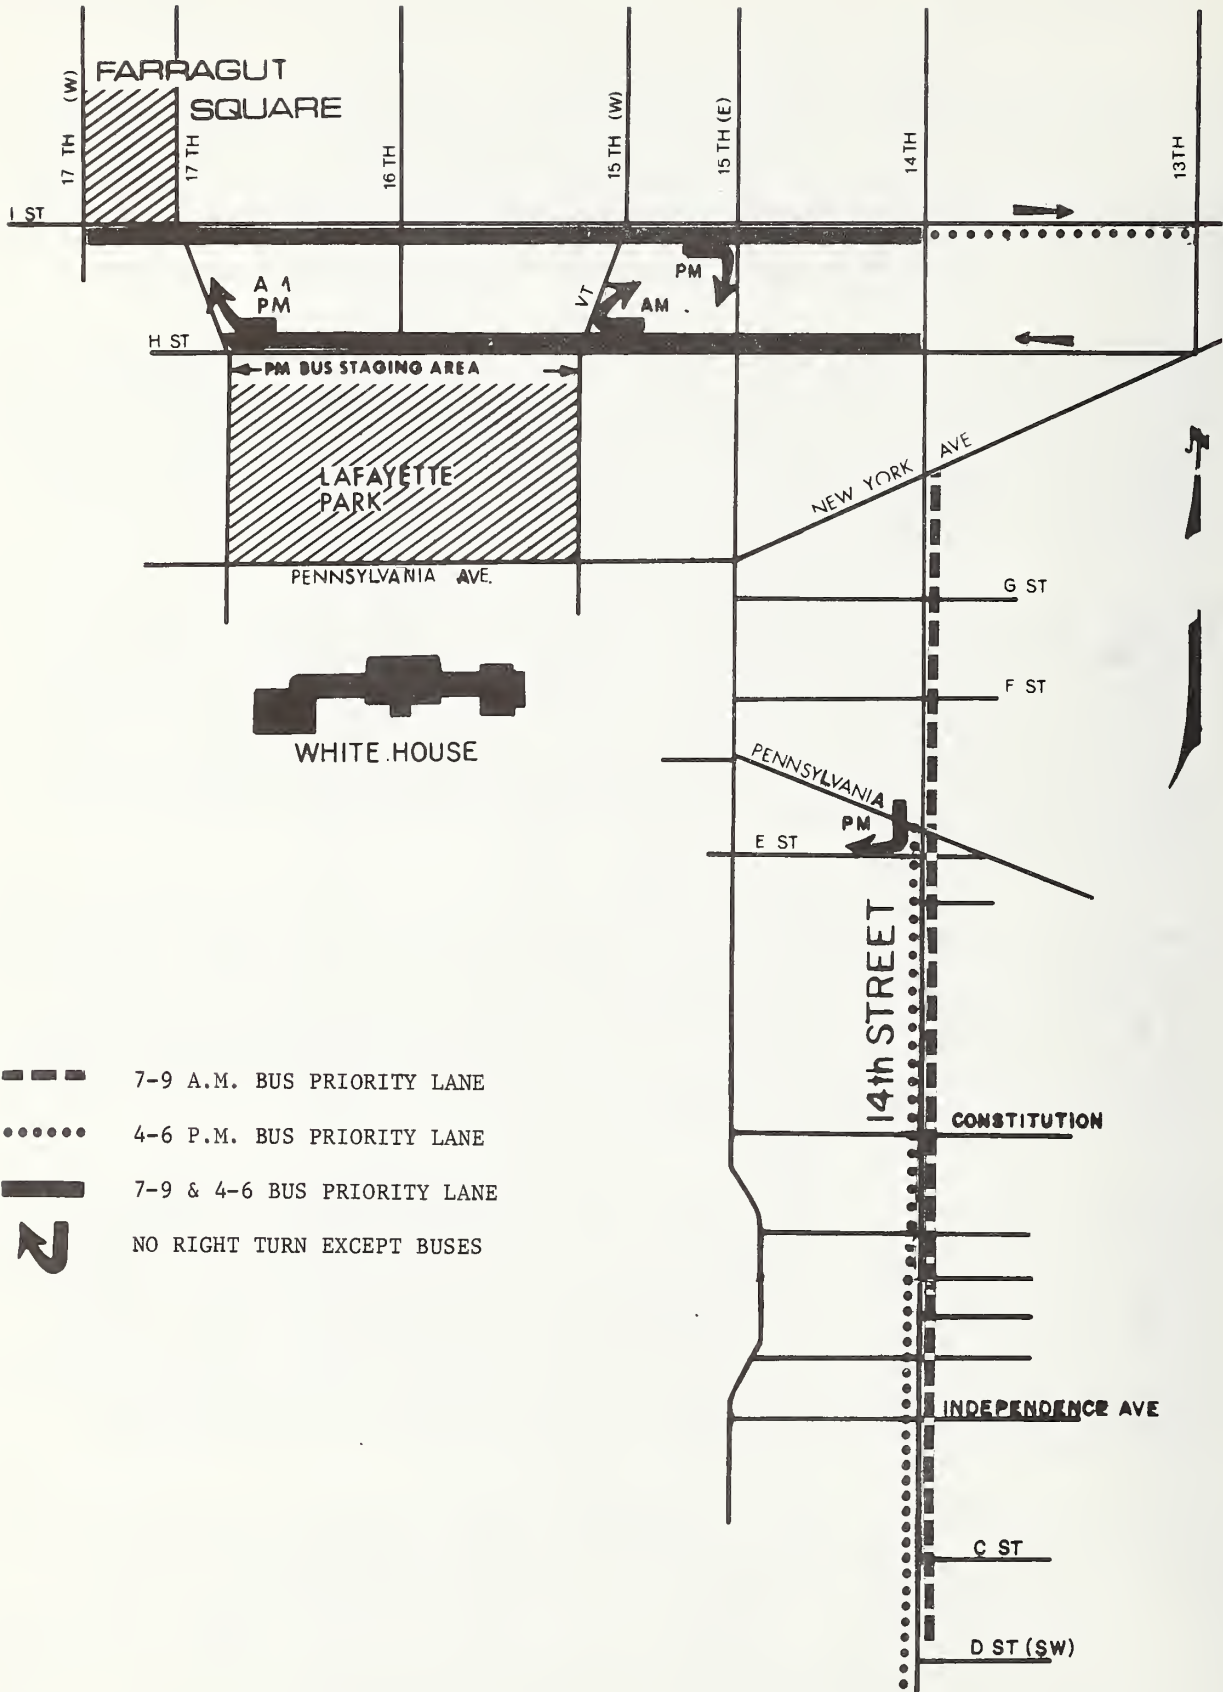 FARRAGUT
SQUARE
17 TH (W)
17 TH
16 TH
15 TH (W)
15 TH (E)
14TH
13TH
I ST
PM
PM
VT
AM
H ST
PM BUS STAGING AREA
LAFAYETTE
PARK
NEW YORK AVE
PENNSYLVANIA AVE.
G ST
F ST
WHITE HOUSE
PENNSYLVANIA
PM
E ST
14th STREET
7-9 A.M. BUS PRIORITY LANE
CONSTITUTION
4-6 P.M. BUS PRIORITY LANE
7-9 & 4-6 BUS PRIORITY LANE
NO RIGHT TURN EXCEPT BUSES
INDEPENDENCE AVE
C ST
D ST (SW)